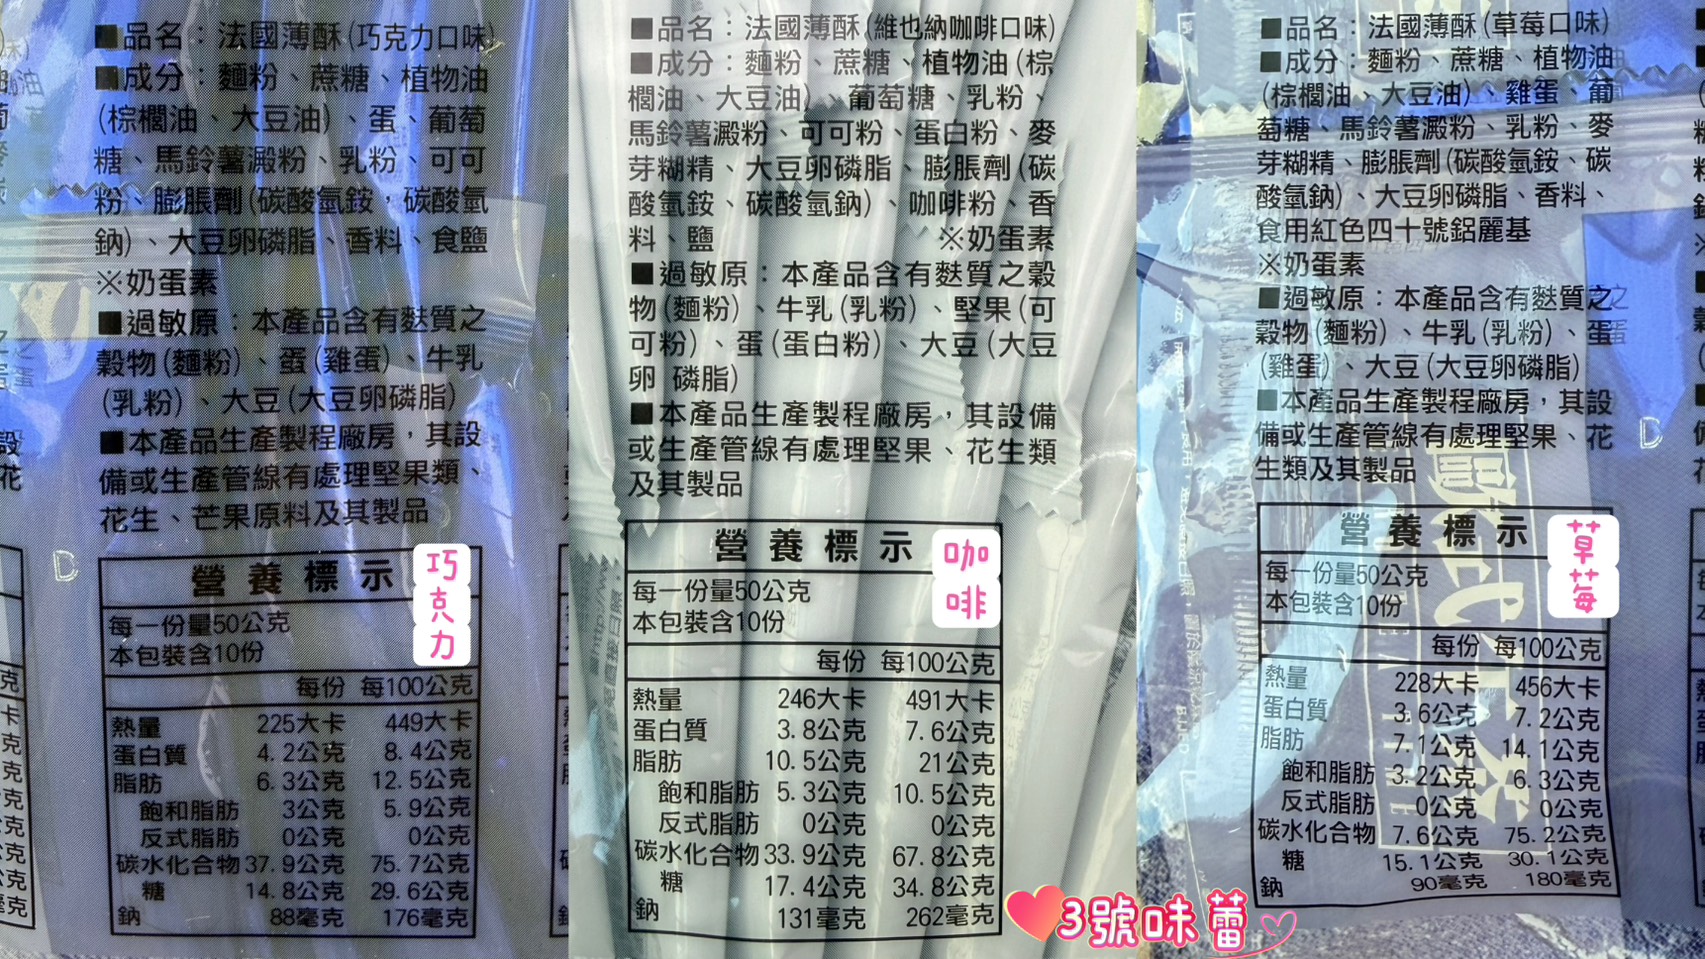 ■品名：法國薄酥(巧克力口味)
■成分：麵粉、蔗糖、植物油
(棕櫚油、大豆油)、蛋、葡萄
糖、馬鈴薯澱粉、乳粉、可可
粉、膨脹劑(碳酸氫銨，碳酸氫
鈉)、大豆卵磷脂、香料、食鹽
※奶蛋素
■過敏原：本產品含有麩質之
穀物(麵粉)、蛋(雞蛋)、牛乳
(乳粉)、大豆(大豆卵磷脂)
■本產品生產製程廠房，其設
備或生產管線有處理堅果類、
花生、芒果原料及其製品
營養標示
巧克力
每一份量50公克
本包裝含10份
每份 每100公克
熱量 225大卡 449大卡
蛋白質 4.2公克 8.4公克
脂肪 6.3公克 12.5公克
飽和脂肪 3公克 5.9公克
反式脂肪 0公克 0公克
碳水化合物 37.9公克 75.7公克
糖 14.8公克 29.6公克
鈉 88毫克 176毫克
■品名：法國薄酥(維也納咖啡口味)
■成分：麵粉、蔗糖、植物油(棕
櫚油、大豆油)、葡萄糖、乳粉、
馬鈴薯澱粉、可可粉、蛋白粉、麥
芽糊精、大豆卵磷脂、膨脹劑(碳
酸氫銨、碳酸氫鈉)、咖啡粉、香
料、鹽 ※奶蛋素
■過敏原：本產品含有麩質之穀
物(麵粉)、牛乳(乳粉)、堅果(可
可粉)、蛋(蛋白粉)、大豆(大豆
卵 磷脂)
■本產品生產製程廠房，其設備
或生產管線有處理堅果、花生類
及其製品
營養標示
咖啡
每一份量50公克
本包裝含10份
每份 每100公克
熱量 246大卡 491大卡
蛋白質 3.8公克 7.6公克
脂肪 10.5公克 21公克
飽和脂肪 5.3公克 10.5公克
反式脂肪 0公克 0公克
碳水化合物 33.9公克 67.8公克
糖 17.4公克 34.8公克
鈉 131毫克 262毫克
■品名：法國薄酥(草莓口味)
■成分：麵粉、蔗糖、植物油
(棕櫚油、大豆油)、雞蛋、葡
萄糖、馬鈴薯澱粉、乳粉、麥
芽糊精、膨脹劑(碳酸氫銨、碳
酸氫鈉)、大豆卵磷脂、香料、
食用紅色四十號鋁麗基
※奶蛋素
■過敏原：本產品含有麩質之
穀物(麵粉)、牛乳(乳粉)、蛋
(雞蛋)、大豆(大豆卵磷脂)
■本產品生產製程廠房，其設
備或生產管線有處理堅果、花
生類及其製品
營養標示
草莓
每一份量50公克
本包裝含10份
每份 每100公克
熱量 228大卡 456大卡
蛋白質 3.6公克 7.2公克
脂肪 7.1公克 14.1公克
飽和脂肪 3.2公克 6.3公克
反式脂肪 0公克 0公克
碳水化合物 7.6公克 75.2公克
糖 15.1公克 30.1公克
鈉 90毫克 180毫克
3號味蕾